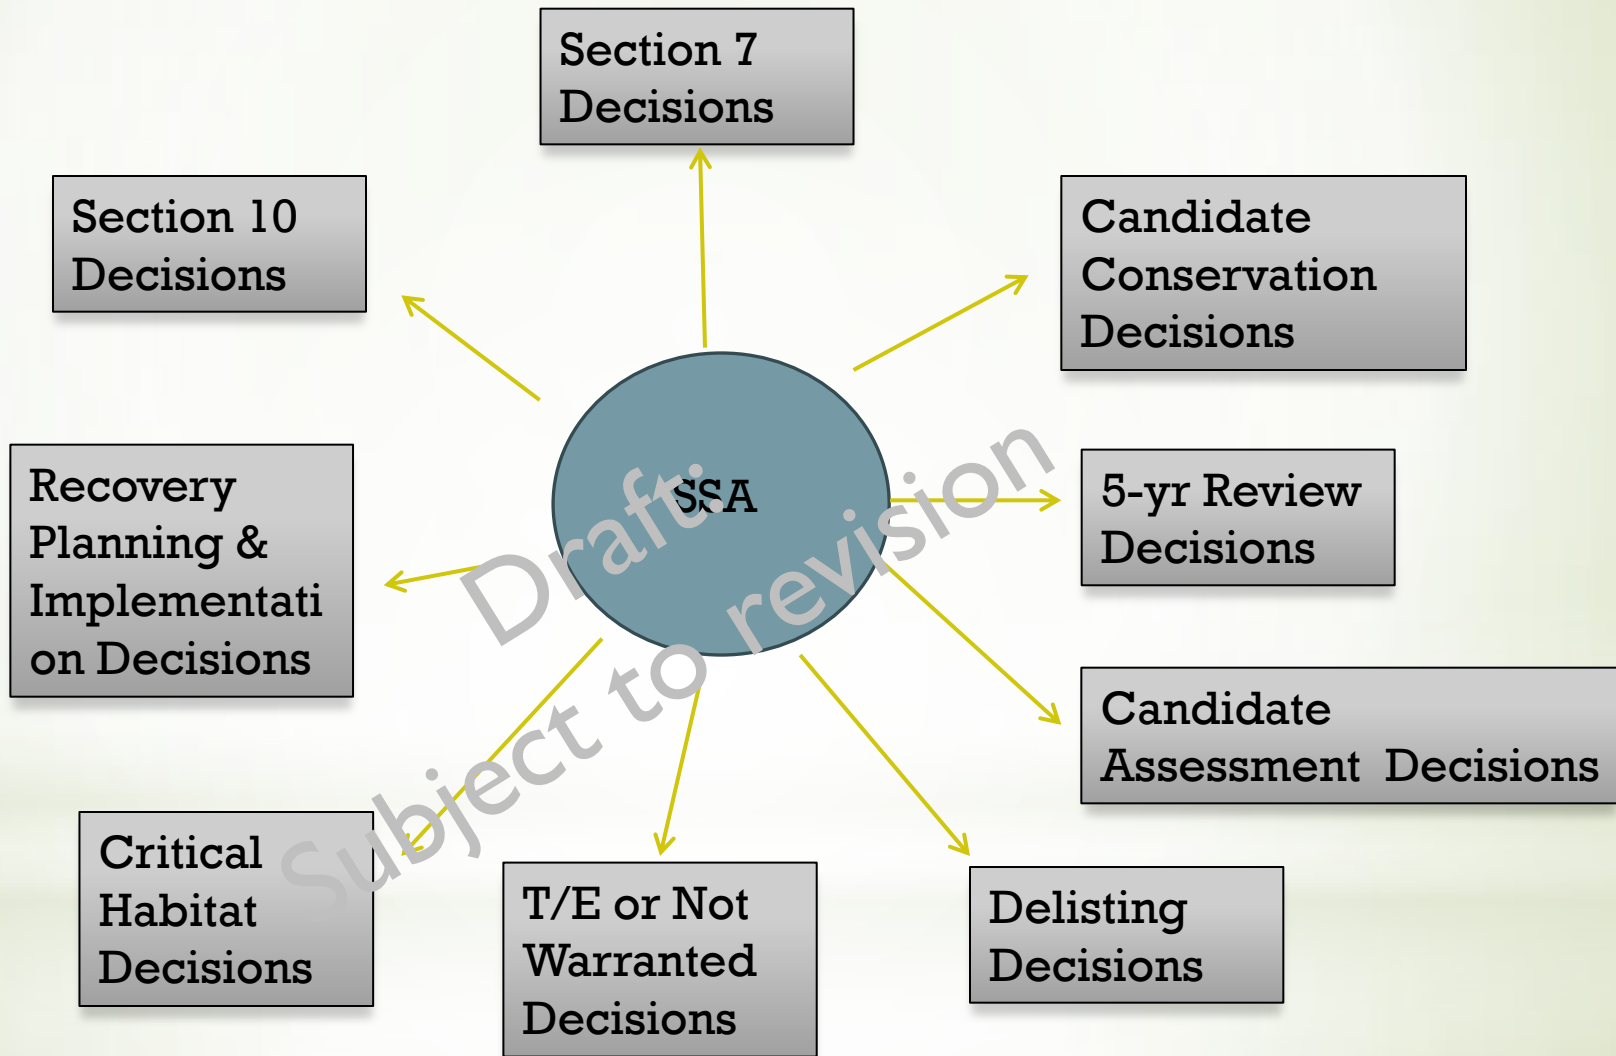 Section 7
Decisions
Section 10
Decisions
Candidate
Conservation
Decisions
SSA
Recovery
Planning &
Implementati
on Decisions
5-yr Review
Decisions
Candidate
Assessment Decisions
Critical
Habitat
Decisions
T/E or Not
Warranted
Decisions
Delisting
Decisions
Draft:
Subject to revision